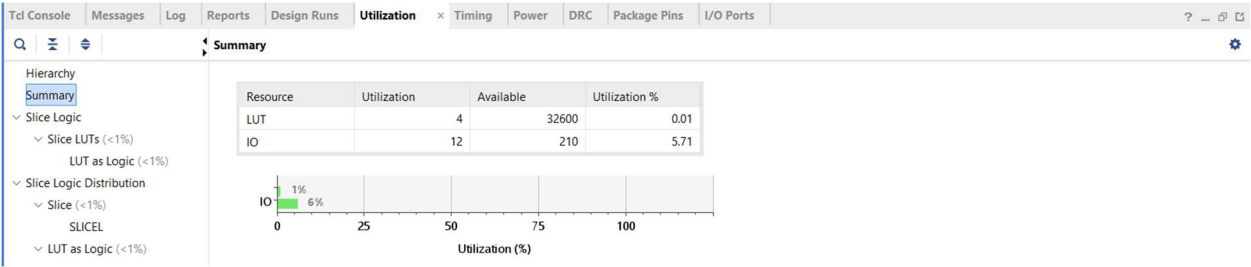 Tcl Console Messages Log Reports Design Runs Utilization × Timing Power DRC Package Pins I/O Ports ?
Summary
Hierarchy
Summary
Slice Logic
Slice LUTs (<1%)
LUT as Logic (<1%)
Slice Logic Distribution
Slice (<1%)
SLICEL
LUT as Logic (<1%)
Resource Utilization Available Utilization %
LUT 4 32600 0.01
IO 12 210 5.71
1%
IO 6%
0 25 50 75 100
Utilization (%)